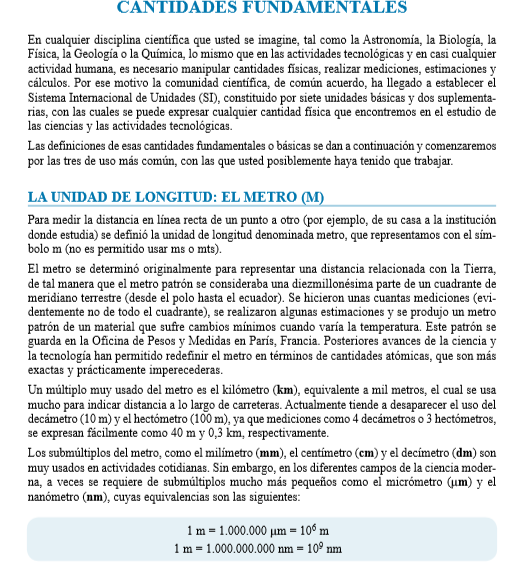 CANTIDADES FUNDAMENTALES
En cualquier disciplina científica que usted se imagine, tal como la Astronomía, la Biología, la
Física, la Geología o la Química, lo mismo que en las actividades tecnológicas y en casi cualquier
actividad humana, es necesario manipular cantidades físicas, realizar mediciones, estimaciones y
cálculos. Por ese motivo la comunidad científica, de común acuerdo, ha llegado a establecer el
Sistema Internacional de Unidades (SI), constituido por siete unidades básicas y dos suplementa-
rias, con las cuales se puede expresar cualquier cantidad física que encontremos en el estudio de
las ciencias y las actividades tecnológicas.
Las definiciones de esas cantidades fundamentales o básicas se dan a continuación y comenzaremos
por las tres de uso más común, con las que usted posiblemente haya tenido que trabajar.
LA UNIDAD DE LONGITUD: EL METRO (M)
Para medir la distancia en línea recta de un punto a otro (por ejemplo, de su casa a la institución
donde estudia) se definió la unidad de longitud denominada metro, que representamos con el sím-
bolo m (no es permitido usar ms o mts).
El metro se determinó originalmente para representar una distancia relacionada con la Tierra,
de tal manera que el metro patrón se consideraba una diezmillonésima parte de un cuadrante de
meridiano terrestre (desde el polo hasta el ecuador). Se hicieron unas cuantas mediciones (evi-
dentemente no de todo el cuadrante), se realizaron algunas estimaciones y se produjo un metro
patrón de un material que sufre cambios mínimos cuando varía la temperatura. Este patrón se
guarda en la Oficina de Pesos y Medidas en París, Francia. Posteriores avances de la ciencia y
la tecnología han permitido redefinir el metro en términos de cantidades atómicas, que son más
exactas y prácticamente imperecederas.
Un múltiplo muy usado del metro es el kilómetro (km), equivalente a mil metros, el cual se usa
mucho para indicar distancia a lo largo de carreteras. Actualmente tiende a desaparecer el uso del
decámetro (10 m) y el hectómetro (100 m), ya que mediciones como 4 decámetros o 3 hectómetros,
se expresan fácilmente como 40 m y 0,3 km, respectivamente.
Los submúltiplos del metro, como el milímetro (mm), el centímetro (cm) y el decímetro (dm) son
muy usados en actividades cotidianas. Sin embargo, en los diferentes campos de la ciencia moder-
na, a veces se requiere de submúltiplos mucho más pequeños como el micrómetro (μm) y el
nanómetro (nm), cuyas equivalencias son las siguientes:
1 m = 1.000.000 μm = 10⁶ m
1 m = 1.000.000.000 nm = 10⁹ nm